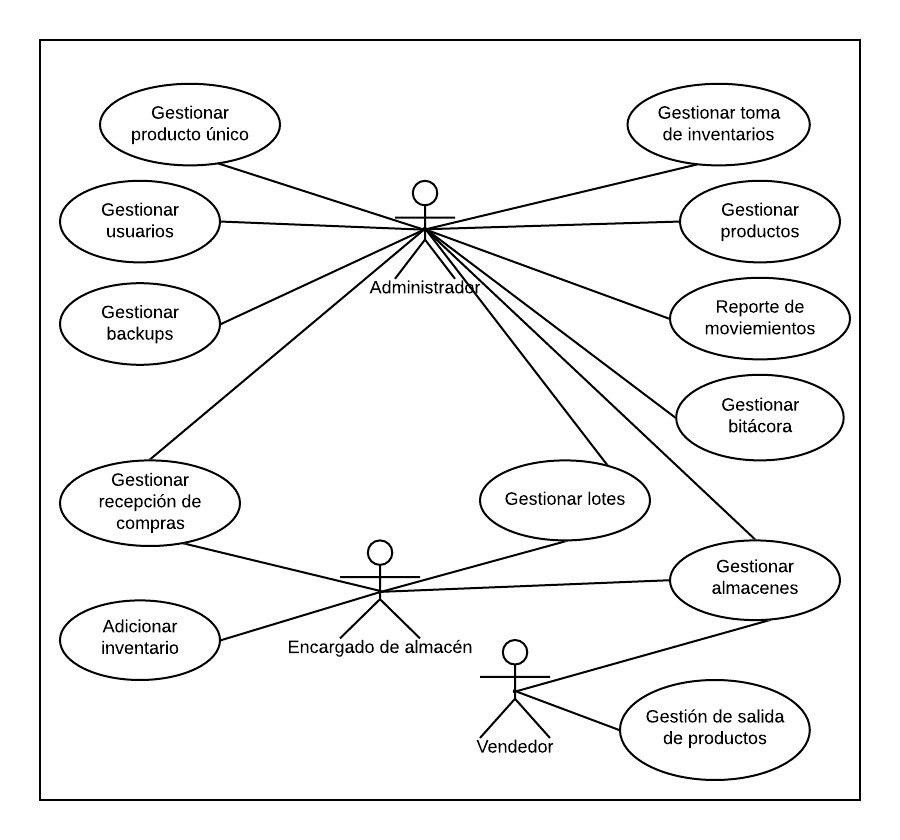 Gestionar
producto único
Gestionar toma
de inventarios
Gestionar
usuarios
Gestionar
productos
Administrador
Gestionar
backups
Reporte de
moviemientos
Gestionar
bitácora
Gestionar
recepción de
compras
Gestionar lotes
Gestionar
almacenes
Adicionar
inventario
Encargado de almacén
Gestión de salida
de productos
Vendedor